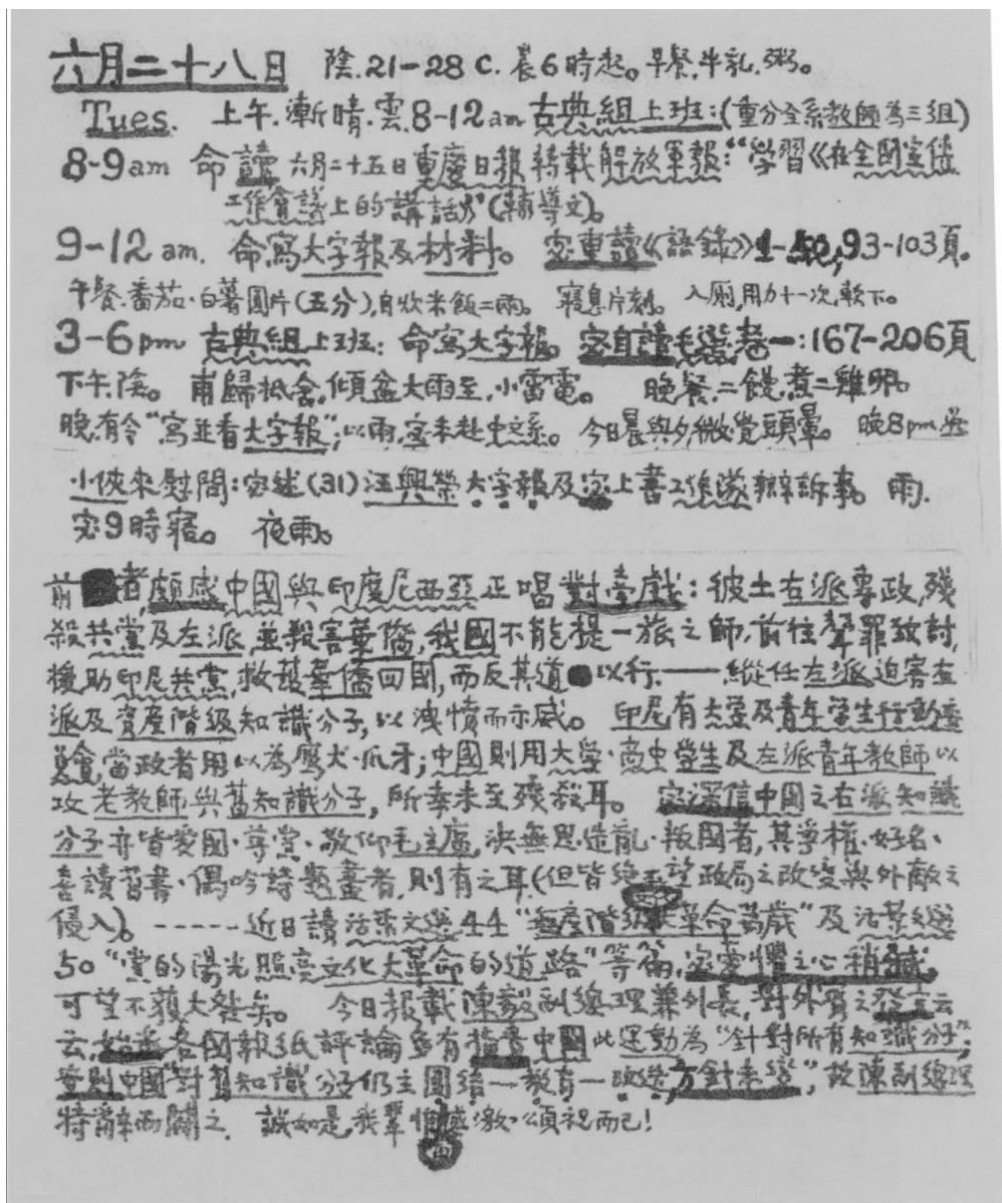 六月二十八日 陰.21-28 C. 晨6時起。早餐.牛乳.粥。
Tues. 上午.漸晴.雲.8-12am 古典組上班:(重分全系教師為三組)
8-9am 命讀 六月二十五日重慶日報轉載解放軍報:“學習《在全國宣傳
工作會議上的講話》”(輔導文)。
9-12 am. 命寫大字報及材料。 宓重讀《語錄》1-50,93-103頁。
午餐.番茄.白薯圓片(五分),自炊米飯二兩。 寢息片刻。 入廁,用力十一次,軟下。
3-6pm 古典組上班: 命寫大字報。 宓自讀毛選卷一:167-206頁
下午.陰。 甫歸抵舍,傾盆大雨至,小雷電。 晚餐.二饅,煮二雞卵。
晚.有令“寫並看大字報”;以雨,宓未赴中文系。 今日晨與夕,微覺頭暈。 晚8pm
小俠來慰問:宓述(31)汪興榮大字報及宓上書工作隊辯訴事。 雨.
宓9時寢。 夜雨。
前者,頗感中國與印度尼西亞正唱對臺戲:彼土右派專政,殘
殺共黨及左派,並殺害華僑,我國不能提一旅之師,前往聲罪致討,
援助印尼共黨,救護華僑回國,而反其道以行.——縱任左派迫害右
派及資產階級知識分子,以洩憤而示威。 印尼有大學及青年學生行動委
員會,當政者用以為鷹犬.爪牙;中國則用大學.高中學生及左派青年教師以
攻老教師與舊知識分子,所幸未至殘殺耳。 宓深信中國之右派知識
分子亦皆愛國.尊黨.敬仰毛主席,決無思造亂.叛國者,其爭權.好名.
喜讀舊書.偶吟詩題畫者,則有之耳(但皆絕不望政局之改變與外敵之
侵入)。-----近日讀活葉文選44“無產階級文化大革命萬歲”及活葉文選
50“黨的陽光照亮文化大革命的道路”等篇,宓憂懼之心稍減,
可望不獲大咎矣。 今日報載陳毅副總理兼外長,對外賓之發言云
云,始悉各國報紙評論多有指責中國此運動為“針對所有知識分子”;
實則中國“對舊知識分子仍主團結—教育—改造,方針未變”,故陳副總理
特辭而闢之. 誠如是,我輩惟感激.頌祝而已!